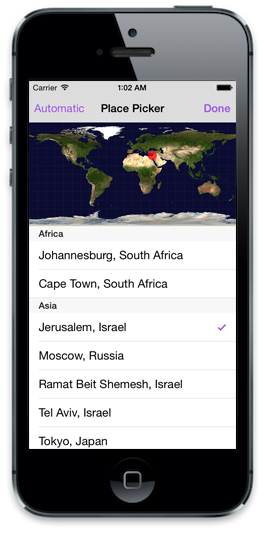 Carrier 1:02 AM
Automatic Place Picker Done
Africa
Johannesburg, South Africa
Cape Town, South Africa
Asia
Jerusalem, Israel
Moscow, Russia
Ramat Beit Shemesh, Israel
Tel Aviv, Israel
Tokyo, Japan